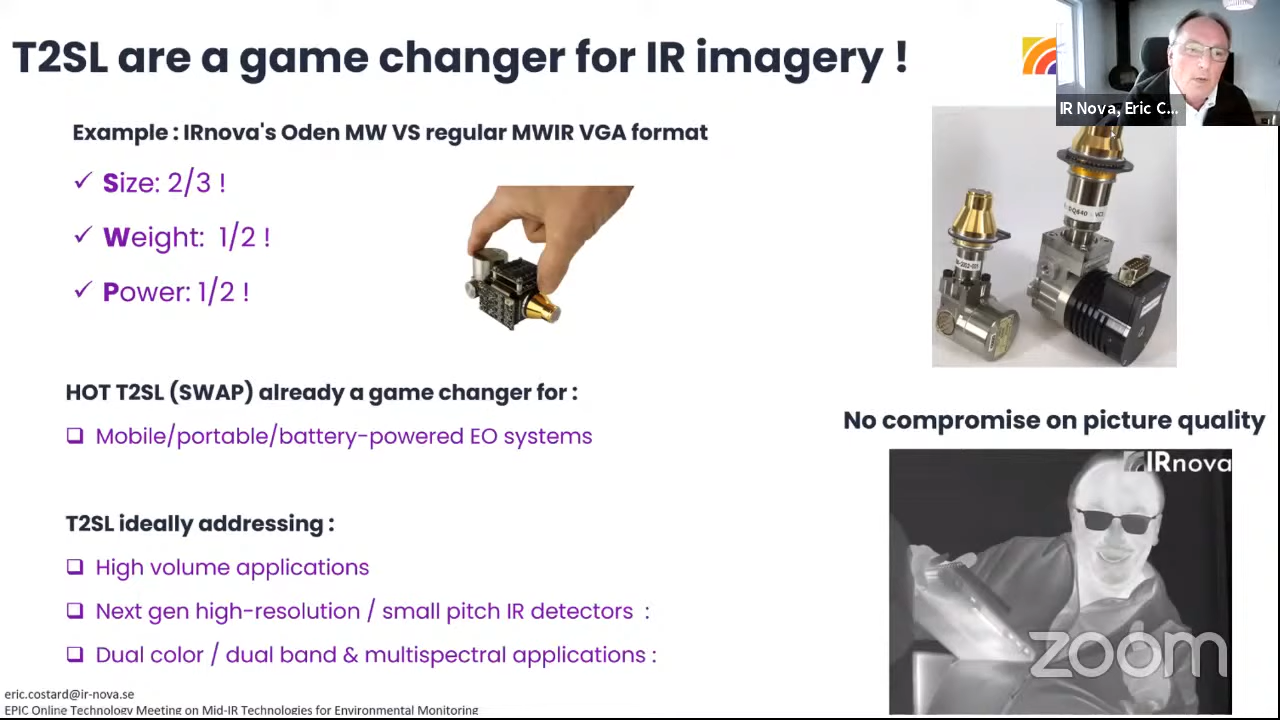 T2SL are a game changer for IR imagery !
IR Nova, Eric C...
Example : IRnova's Oden MW VS regular MWIR VGA format
✓ Size: 2/3 !
✓ Weight: 1/2 !
✓ Power: 1/2 !
HOT T2SL (SWAP) already a game changer for :
❑ Mobile/portable/battery-powered EO systems
No compromise on picture quality
IRnova
T2SL ideally addressing :
❑ High volume applications
❑ Next gen high-resolution / small pitch IR detectors :
❑ Dual color / dual band & multispectral applications :
zoom
eric.costard@ir-nova.se
EPIC Online Technology Meeting on Mid-IR Technologies for Environmental Monitoring